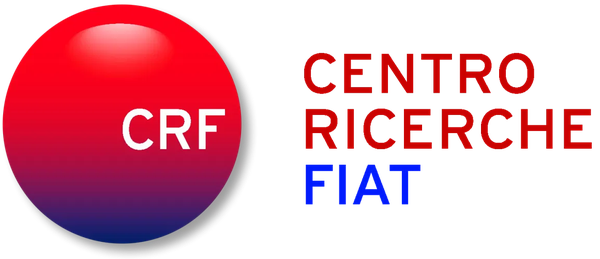 CRF
CENTRO
RICERCHE
FIAT